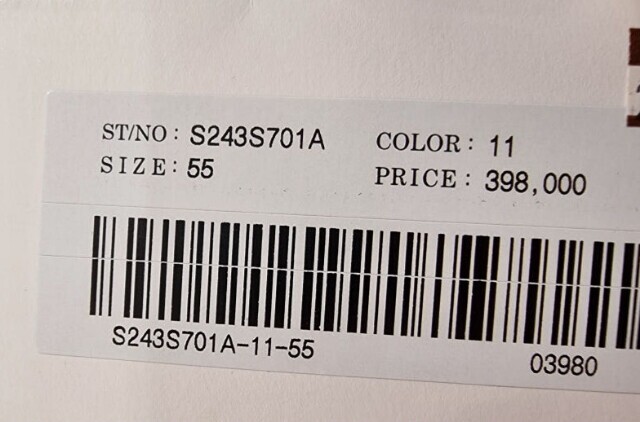 ST/NO : S243S701A COLOR : 11
SIZE : 55 PRICE : 398,000
S243S701A-11-55 03980